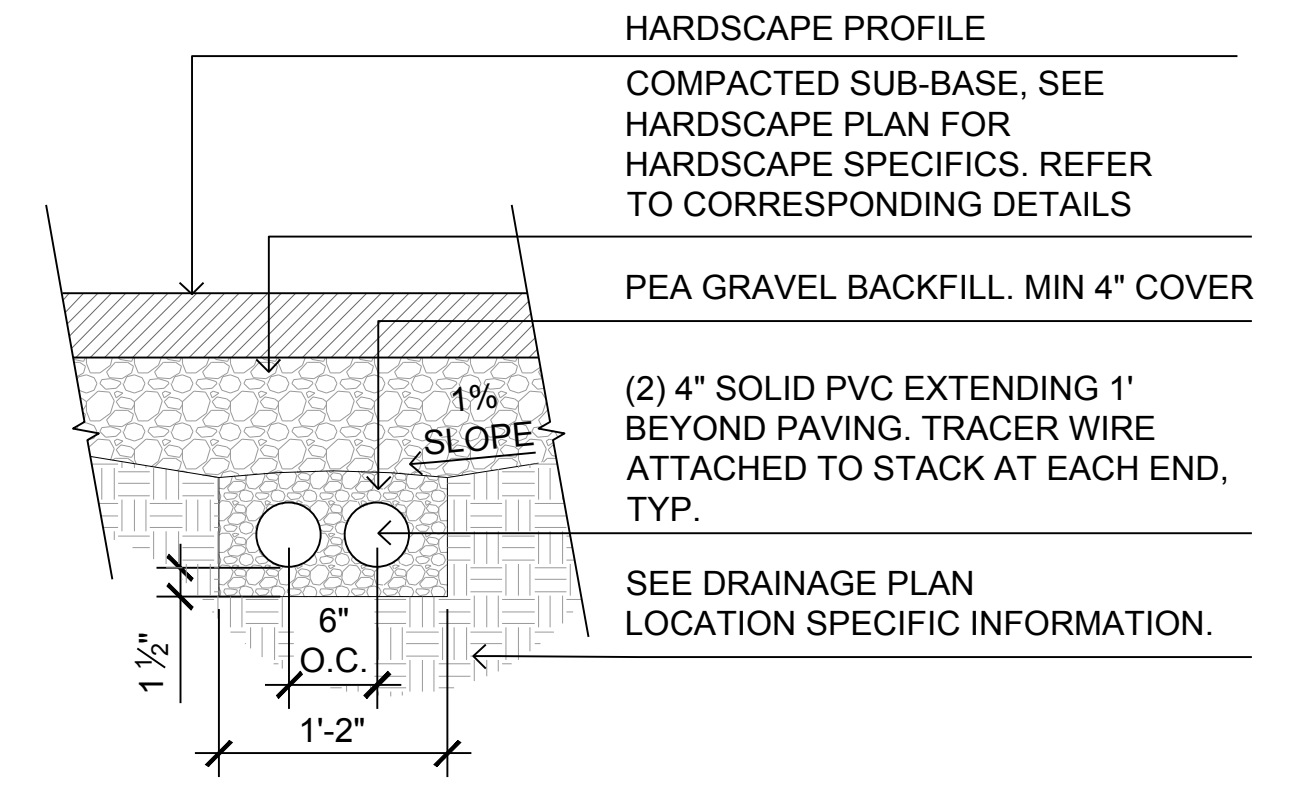 HARDSCAPE PROFILE
COMPACTED SUB-BASE, SEE
HARDSCAPE PLAN FOR
HARDSCAPE SPECIFICS. REFER
TO CORRESPONDING DETAILS
PEA GRAVEL BACKFILL. MIN 4" COVER
(2) 4" SOLID PVC EXTENDING 1'
BEYOND PAVING. TRACER WIRE
ATTACHED TO STACK AT EACH END,
TYP.
SEE DRAINAGE PLAN
LOCATION SPECIFIC INFORMATION.
1%
SLOPE
1 ½"
6"
O.C.
1'-2"